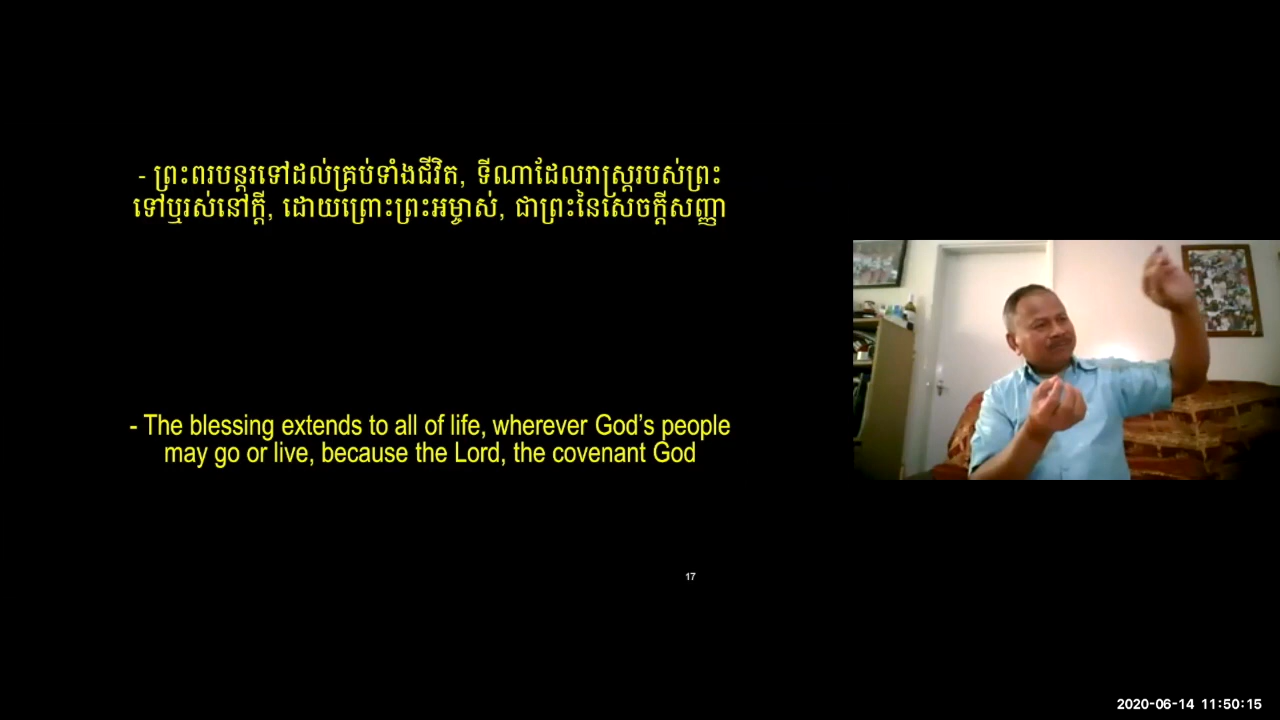 - ព្រះពរបន្តរទៅដល់គ្រប់ទាំងជីវិត, ទីណាដែលរាស្ត្ររបស់ព្រះ
ទៅឬរស់នៅក្តី, ដោយព្រោះព្រះអម្ចាស់, ជាព្រះនៃសេចក្តីសញ្ញា
- The blessing extends to all of life, wherever God’s people
may go or live, because the Lord, the covenant God
17
2020-06-14 11:50:15